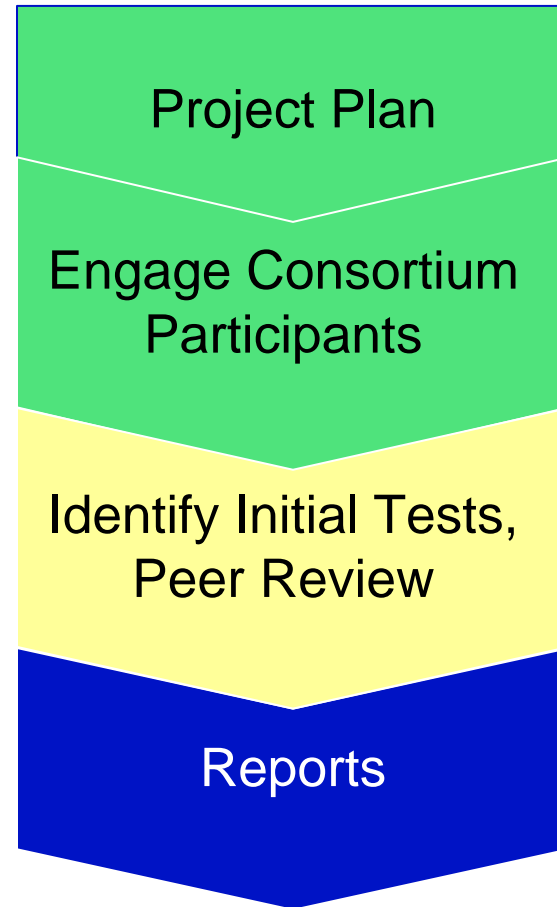 Project Plan
Engage Consortium
Participants
Identify Initial Tests,
Peer Review
Reports